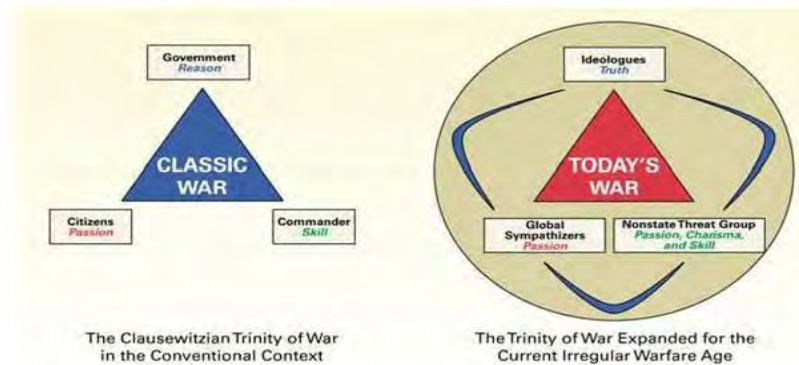 Government
Reason
CLASSIC
WAR
Citizens
Passion
Commander
Skill
The Clausewitzian Trinity of War
in the Conventional Context
Ideologues
Truth
TODAY'S
WAR
Global
Sympathizers
Passion
Nonstate Threat Group
Passion, Charisma,
and Skill
The Trinity of War Expanded for the
Current Irregular Warfare Age